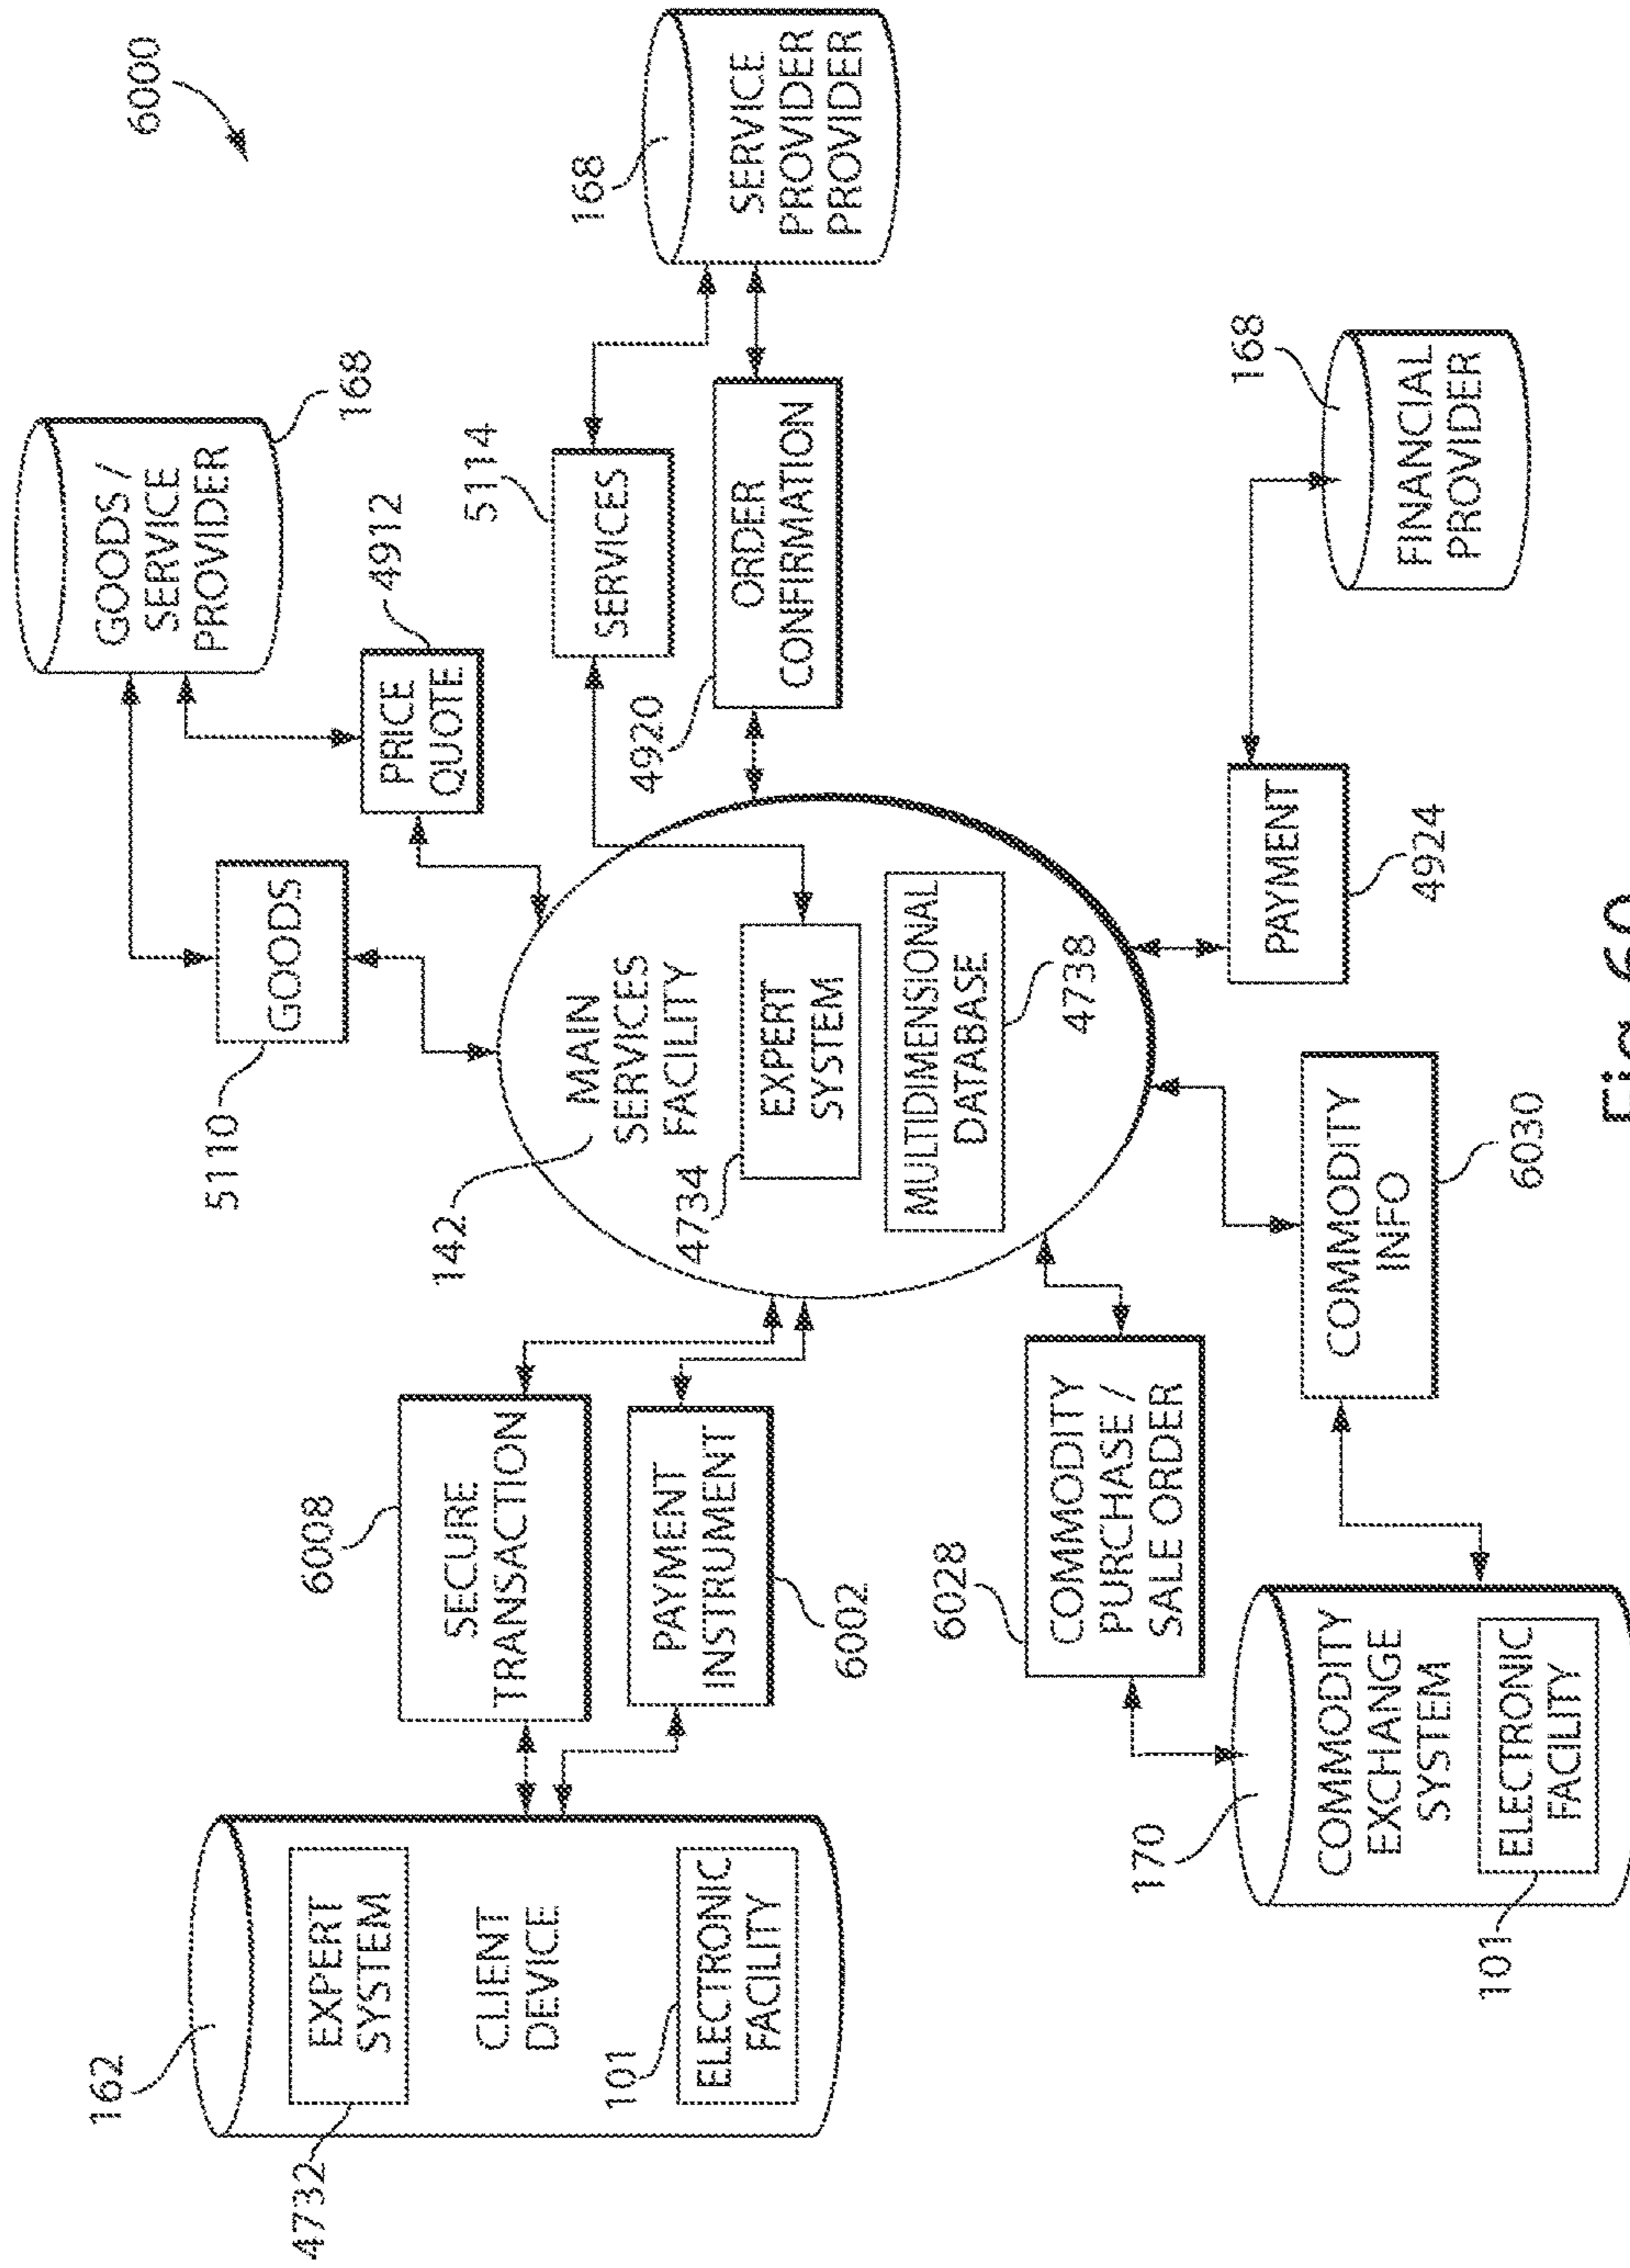 6000
162
EXPERT
SYSTEM
4732
CLIENT
DEVICE
101
ELECTRONIC
FACILITY
6008
SECURE
TRANSACTION
PAYMENT
INSTRUMENT
6002
5110
GOODS
GOODS /
SERVICE
PROVIDER
168
PRICE
QUOTE
4912
142
MAIN
SERVICES
FACILITY
4734
EXPERT
SYSTEM
MULTIDIMENSIONAL
DATABASE
4738
SERVICES
5114
4920
ORDER
CONFIRMATION
168
SERVICE
PROVIDER
PROVIDER
6028
COMMODITY
PURCHASE /
SALE ORDER
170
COMMODITY
EXCHANGE
SYSTEM
ELECTRONIC
FACILITY
101
COMMODITY
INFO
6030
PAYMENT
4924
168
FINANCIAL
PROVIDER
Fig. 60